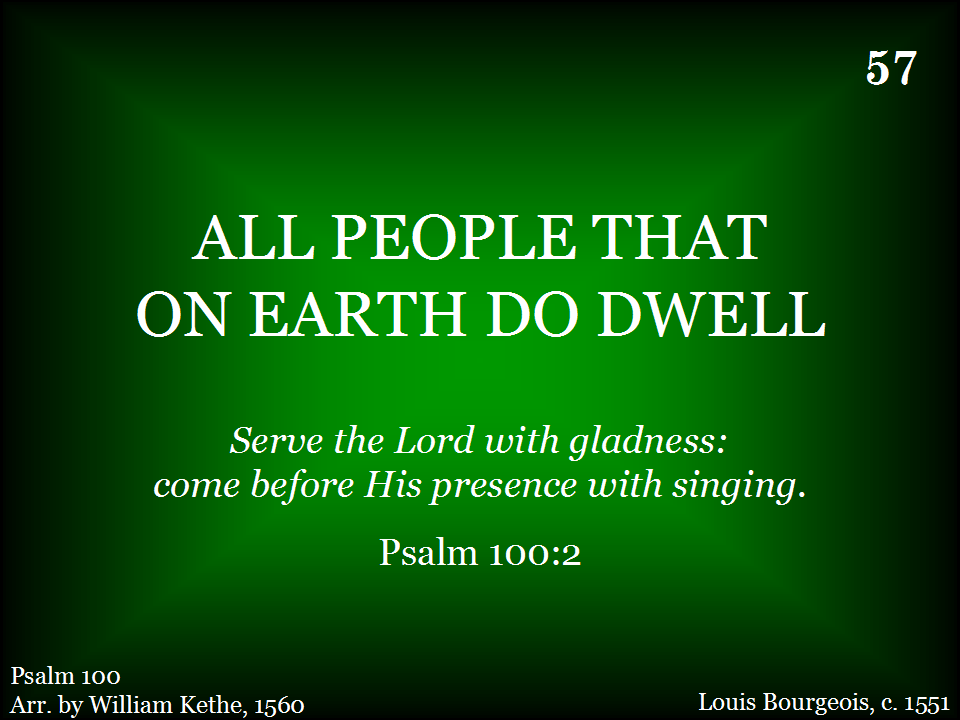 57
ALL PEOPLE THAT
ON EARTH DO DWELL
Serve the Lord with gladness:
come before His presence with singing.
Psalm 100:2
Psalm 100
Arr. by William Kethe, 1560
Louis Bourgeois, c. 1551